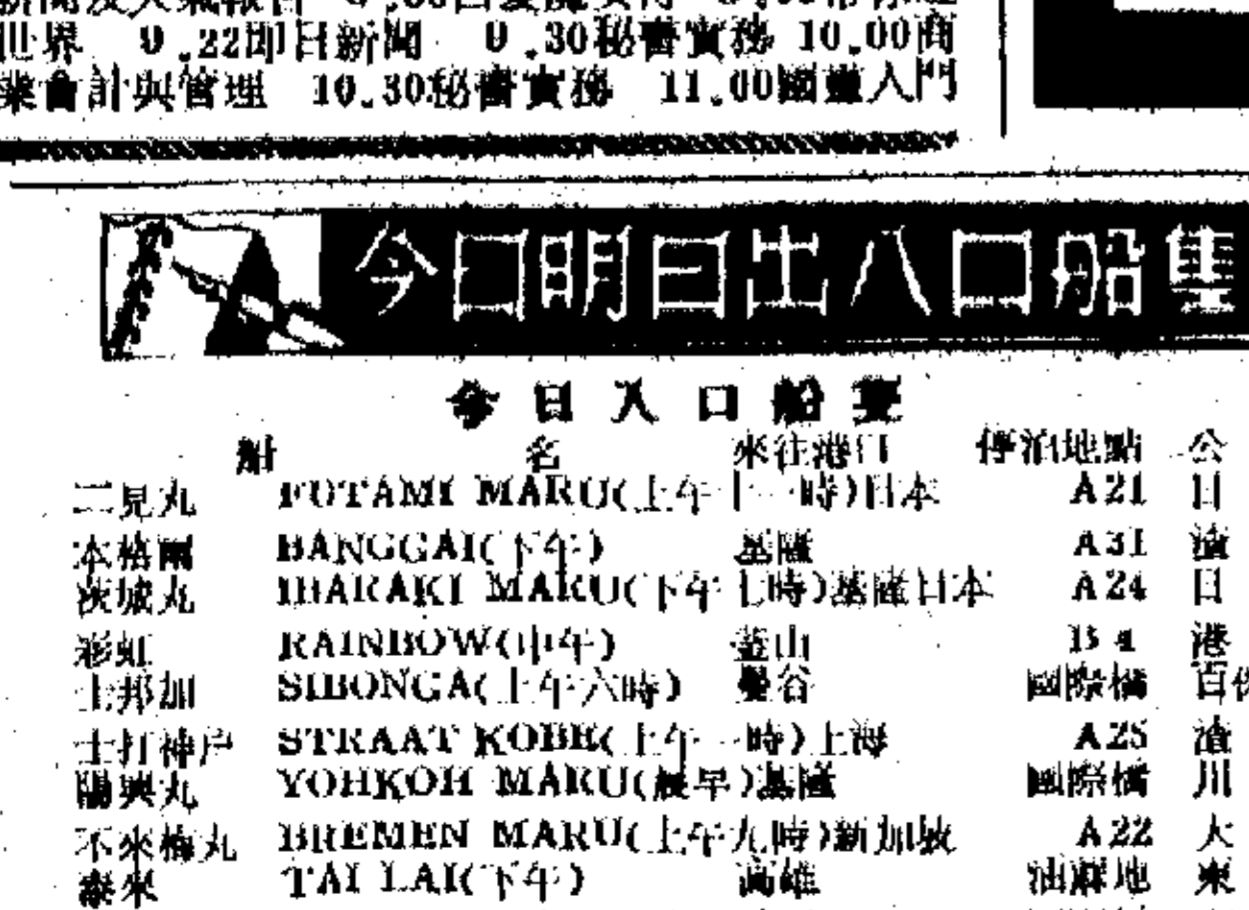 世界 9.22即日新聞 9.30秘書實務 10.00商
業會計與管理 10.30秘書實務 11.00國畫入門
今日明日出入口船隻
今日入口船隻
船 名 來往港口 停泊地點 公
二見丸 FUTAMI MARU(上午十一時)日本 A21 日
本格爾 BANGGAI(下午) 基隆 A31 渣
茨城丸 IBARAKI MARU(下午七時)基隆日本 A24 日
彩虹 RAINBOW(中午) 釜山 B4 港
士邦加 SIBONGA(上午六時) 曼谷 國際橋 百
士打神戶 STRAAT KOBE(上午一時)上海 A25 渣
陽興丸 YOHKOH MARU(晨早)基隆 國際橋 川
不來梅丸 BREMEN MARU(上午九時)新加坡 A22 大
泰來 TAI LAI(下午) 高雄 油麻地 東